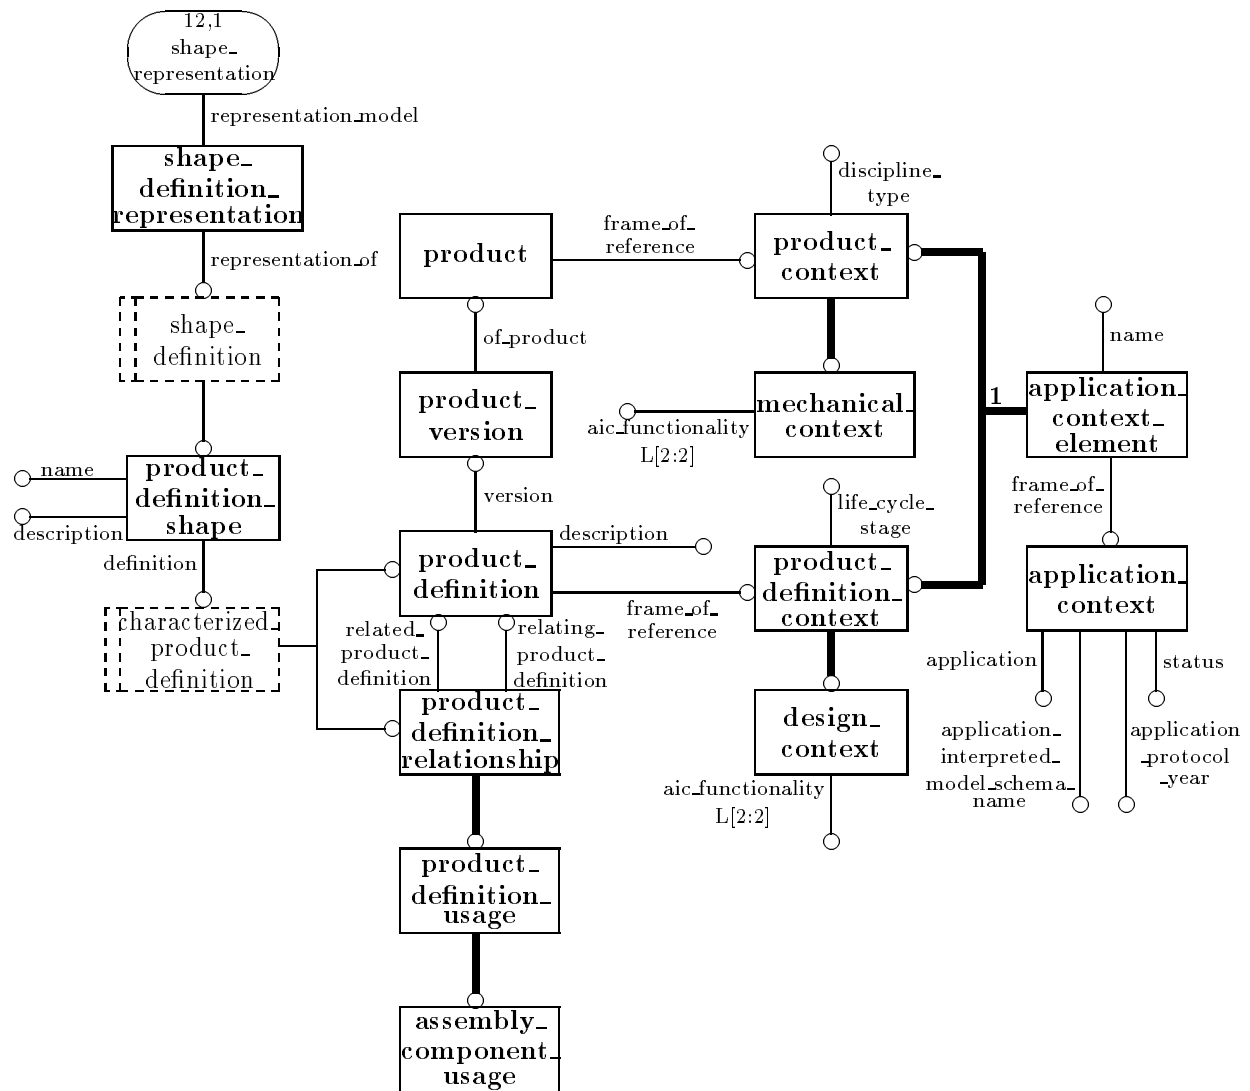 12,1
shape_
representation
representation_model
shape_
definition_
representation
representation_of
shape_
definition
name
description
product_
definition_
shape
definition
characterized_
product_
definition
product
frame_of_
reference
of_product
product_
version
version
product_
definition
description
frame_of_
reference
related_
product_
definition
relating_
product_
definition
product_
definition_
relationship
product_
definition_
usage
assembly_
component_
usage
discipline_
type
product_
context
mechanical_
context
aic_functionality
L[2:2]
life_cycle_
stage
product_
definition_
context
design_
context
aic_functionality
L[2:2]
1
name
application_
context_
element
frame_of_
reference
application_
context
application
status
application_
interpreted_
model_schema_
name
application
_protocol
_year